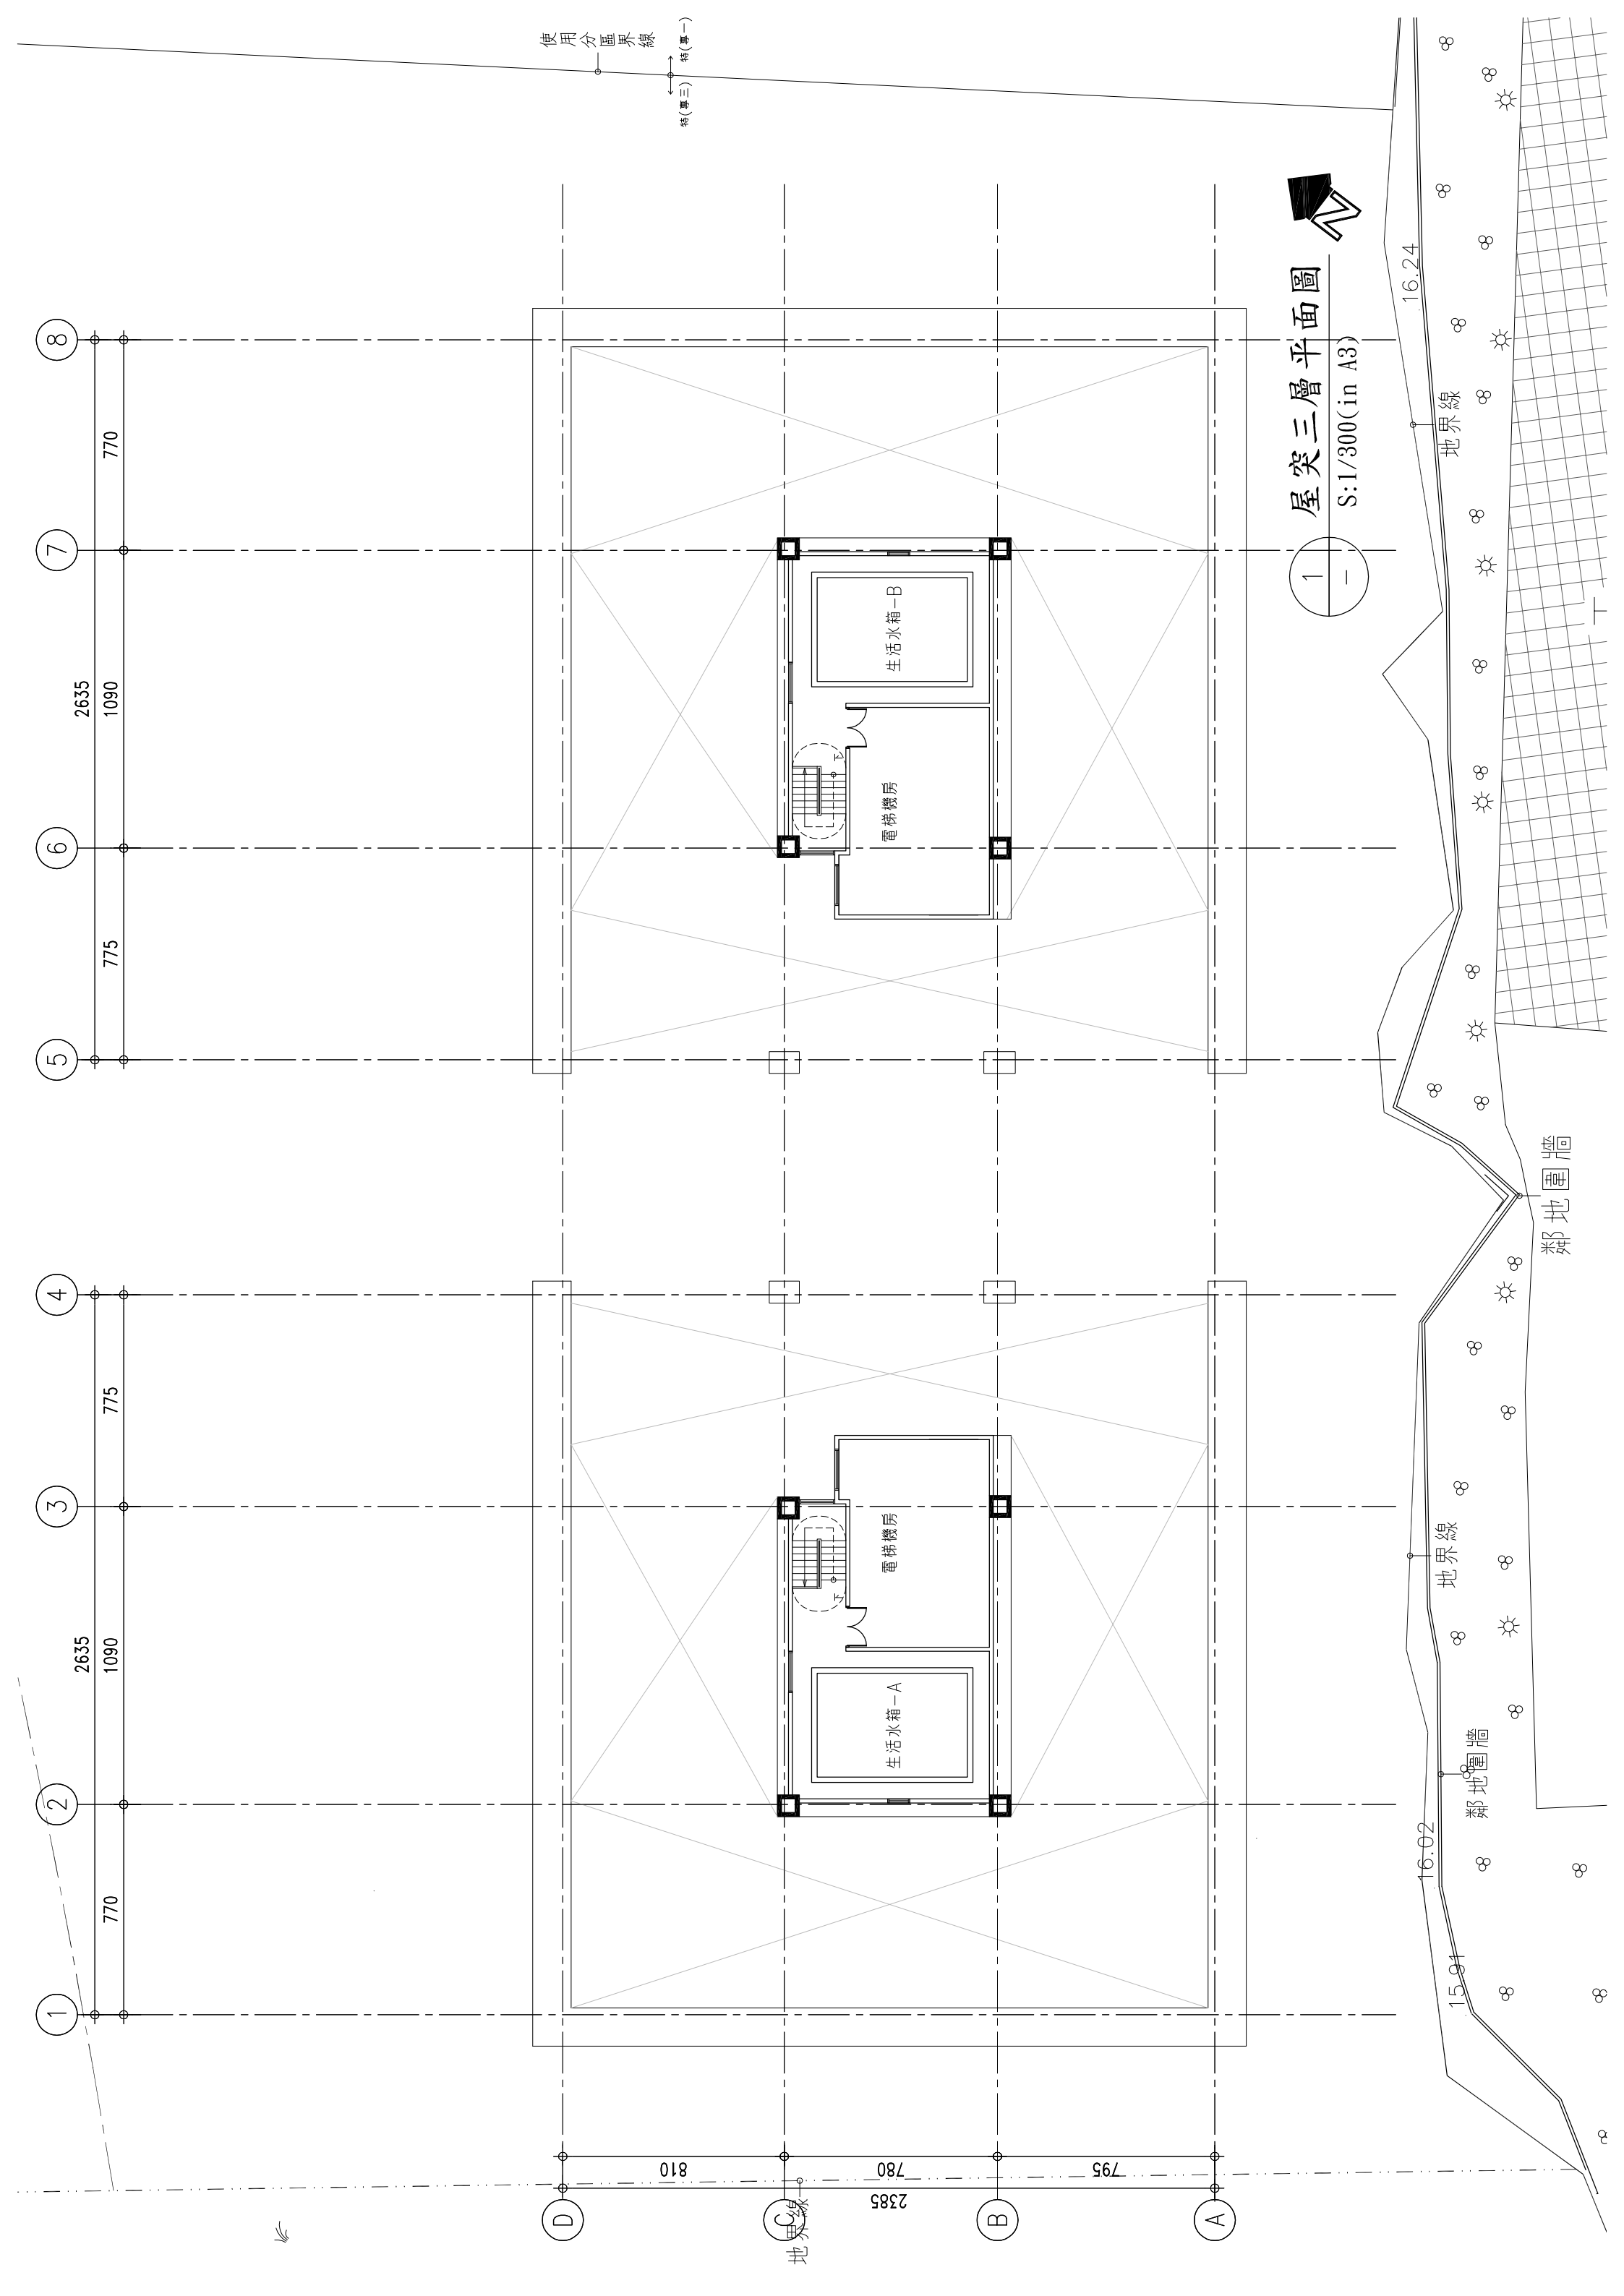 使用分區界線
特(專三)
特(專一)
1
2
3
4
5
6
7
8
2635
770
1090
775
2635
775
1090
770
D
C
B
A
810
780
795
2385
地界線
生活水箱-A
電梯機房
下
電梯機房
下
生活水箱-B
1
-
屋突三層平面圖
S:1/300(in A3)
N
15.91
16.02
鄰地圍牆
地界線
鄰地圍牆
地界線
16.24